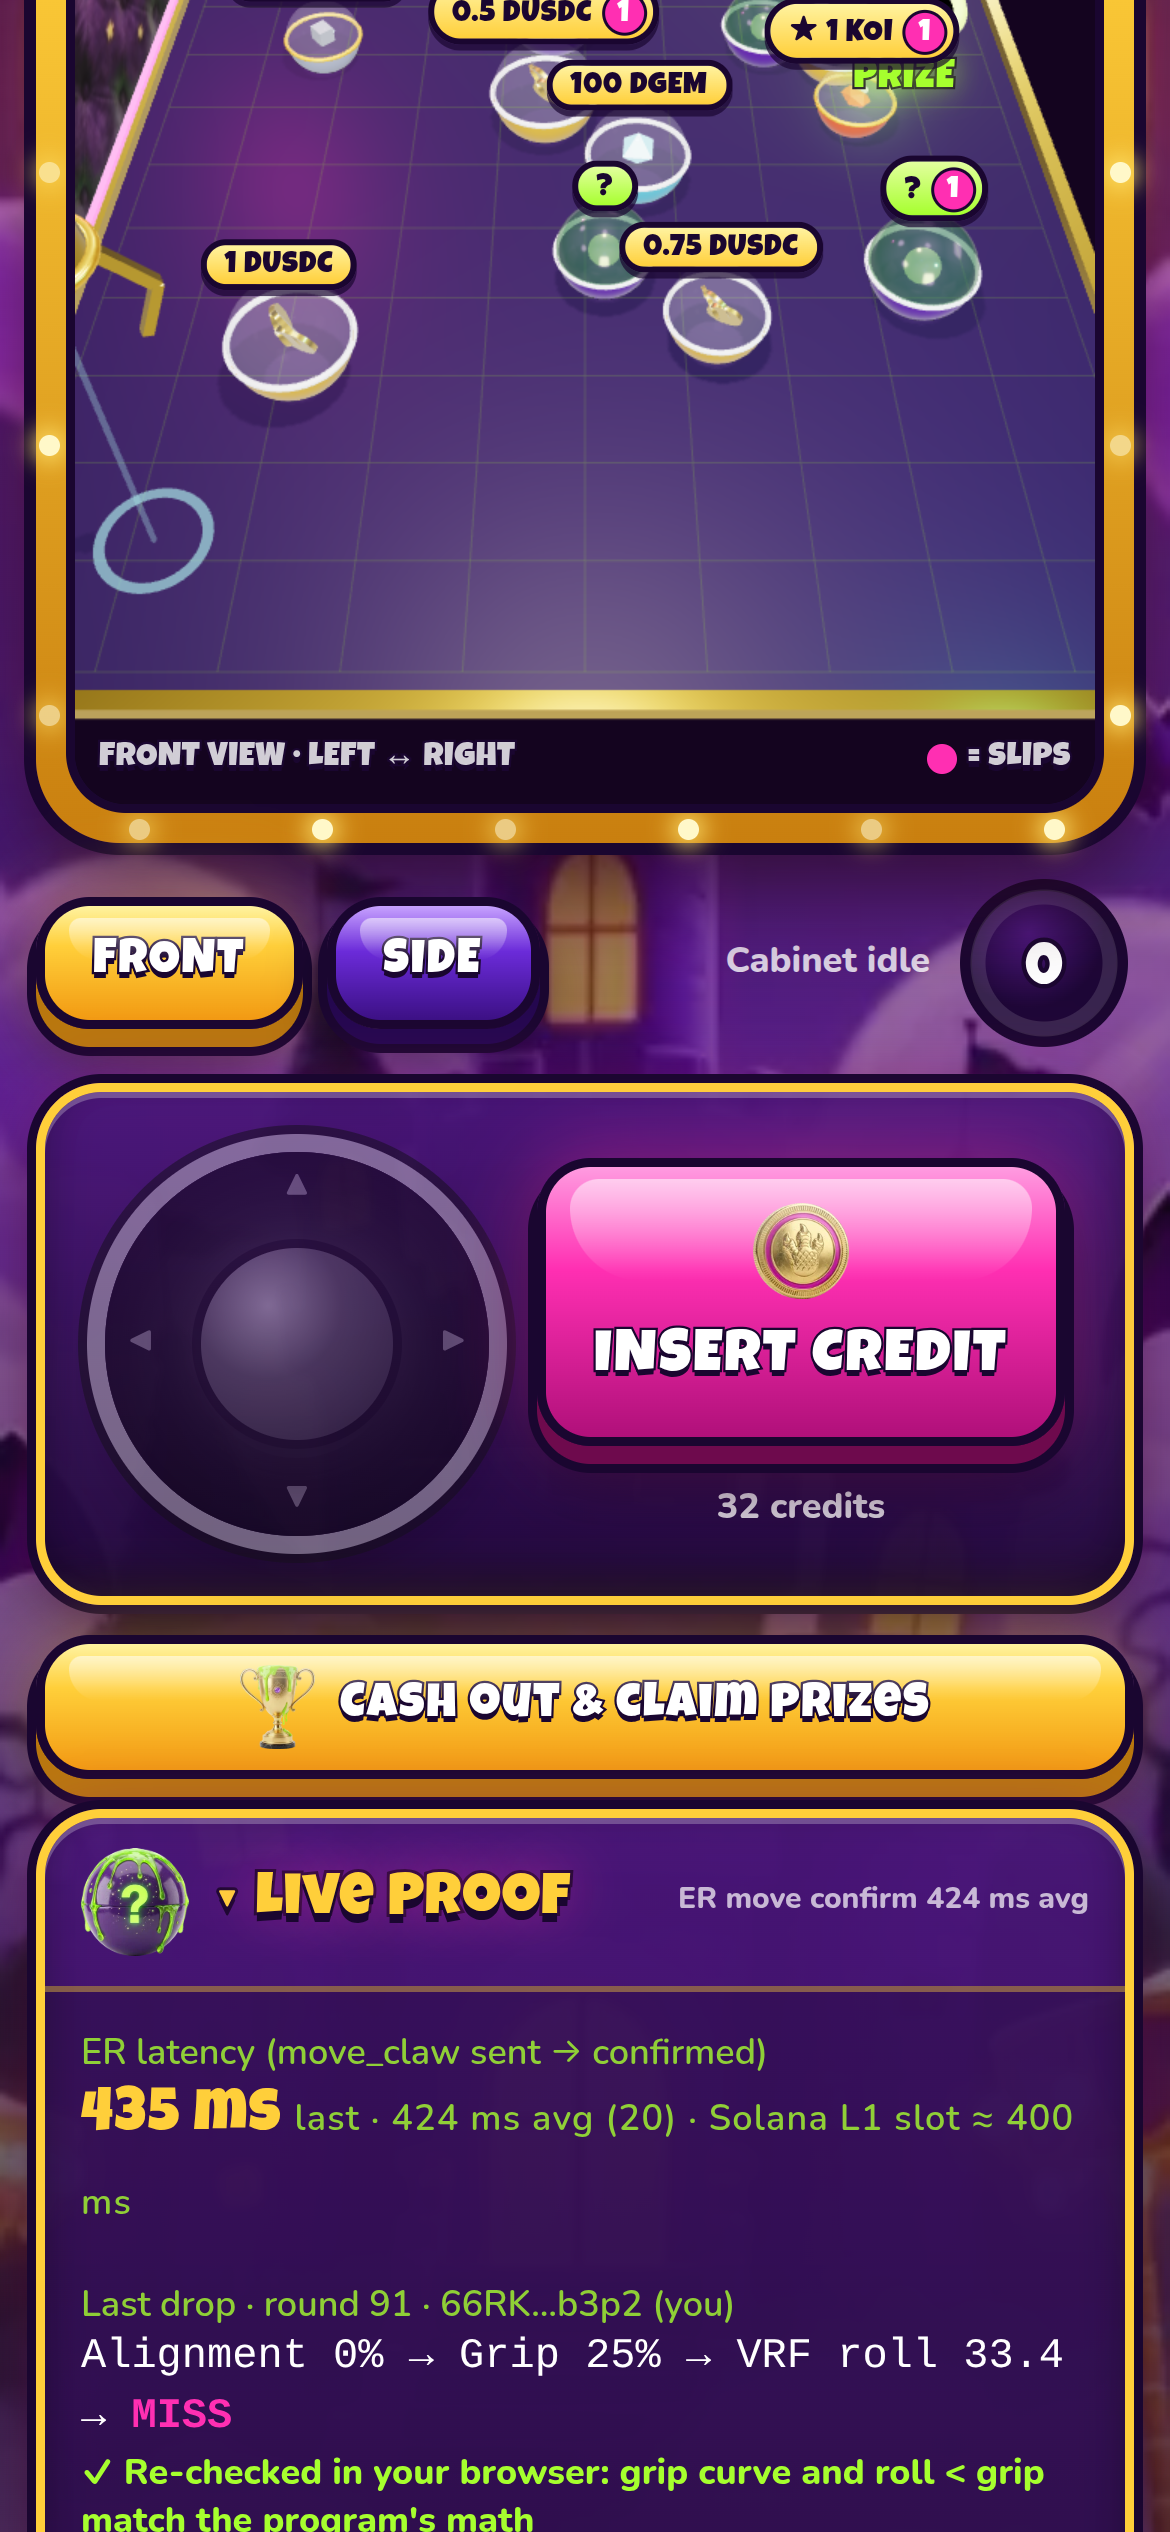 0.5 DUSDC 1
★ 1 KOI 1
PRIZE
100 DGEM
?
? 1
0.75 DUSDC
1 DUSDC
FRONT VIEW · LEFT ↔ RIGHT
= SLIPS
FRONT
SIDE
Cabinet idle
0
INSERT CREDIT
32 credits
CASH OUT & CLAIM PRIZES
?
▼ LIVE PROOF
ER move confirm 424 ms avg
ER latency (move_claw sent → confirmed)
435 ms last · 424 ms avg (20) · Solana L1 slot ≈ 400
ms
Last drop · round 91 · 66RK…b3p2 (you)
Alignment 0% → Grip 25% → VRF roll 33.4
→ MISS
✓ Re-checked in your browser: grip curve and roll < grip
match the program's math